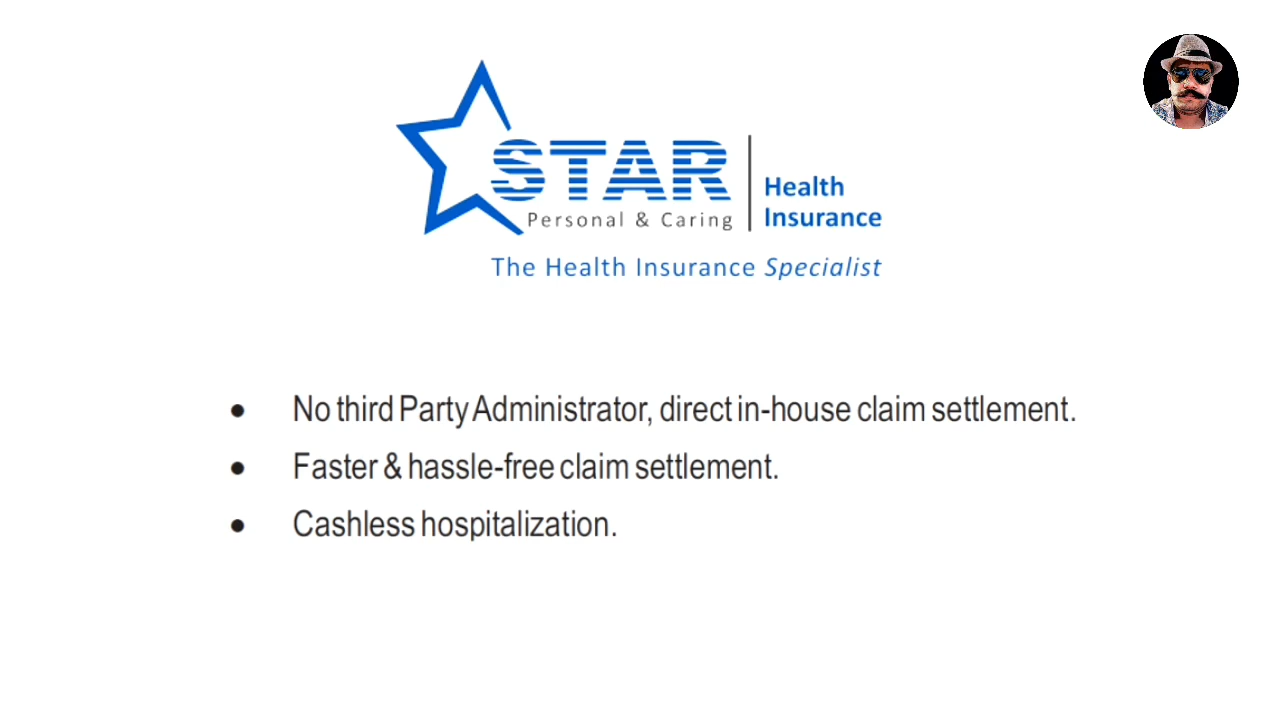 STAR
Personal & Caring
Health
Insurance
The Health Insurance Specialist
• No third Party Administrator, direct in-house claim settlement.
• Faster & hassle-free claim settlement.
• Cashless hospitalization.